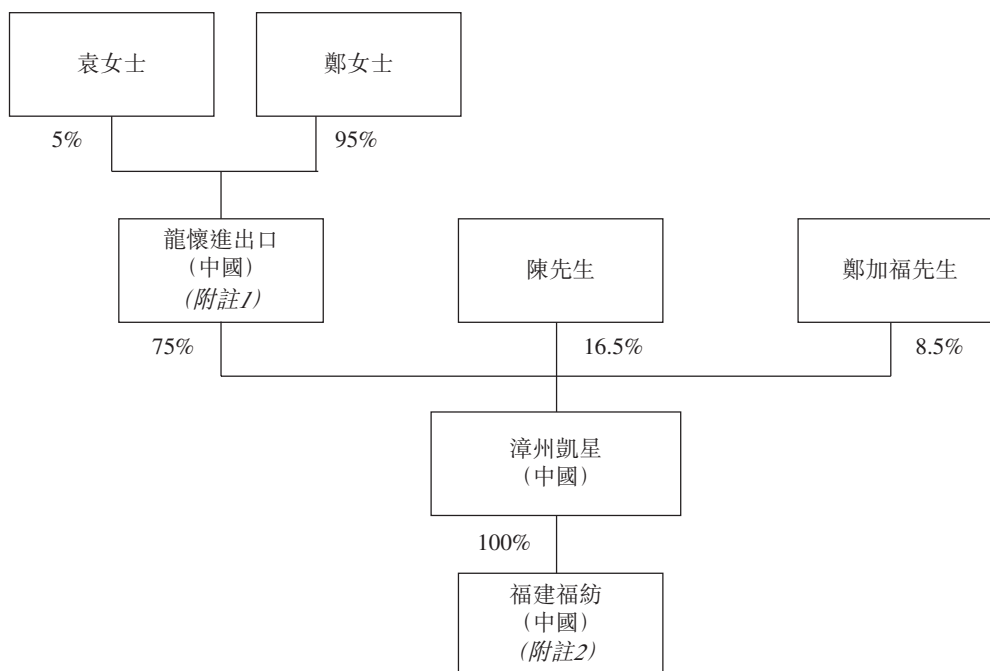 袁女士
鄭女士
5%
95%
龍懷進出口
（中國）
（附註1）
陳先生
鄭加福先生
75%
16.5%
8.5%
漳州凱星
（中國）
100%
福建福紡
（中國）
（附註2）